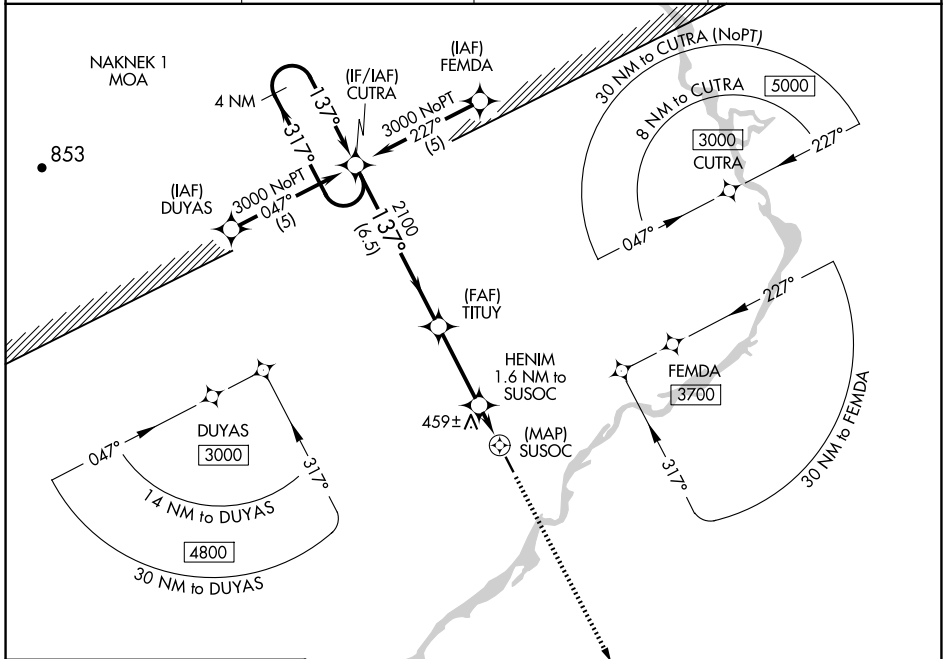 NAKNEK 1
MOA
853
4 NM
137°
317°
(IF/IAF)
CUTRA
(IAF)
FEMDA
3000 NoPT
227°
(5)
(IAF)
DUYAS
3000 NoPT
047°
(5)
2100
137°
(6.5)
(FAF)
TITUY
HENIM
1.6 NM to
SUSOC
459±
(MAP)
SUSOC
30 NM to CUTRA (NoPT)
5000
8 NM to CUTRA
3000
CUTRA
227°
047°
227°
FEMDA
3700
317°
30 NM to FEMDA
047°
DUYAS
3000
317°
14 NM to DUYAS
4800
30 NM to DUYAS